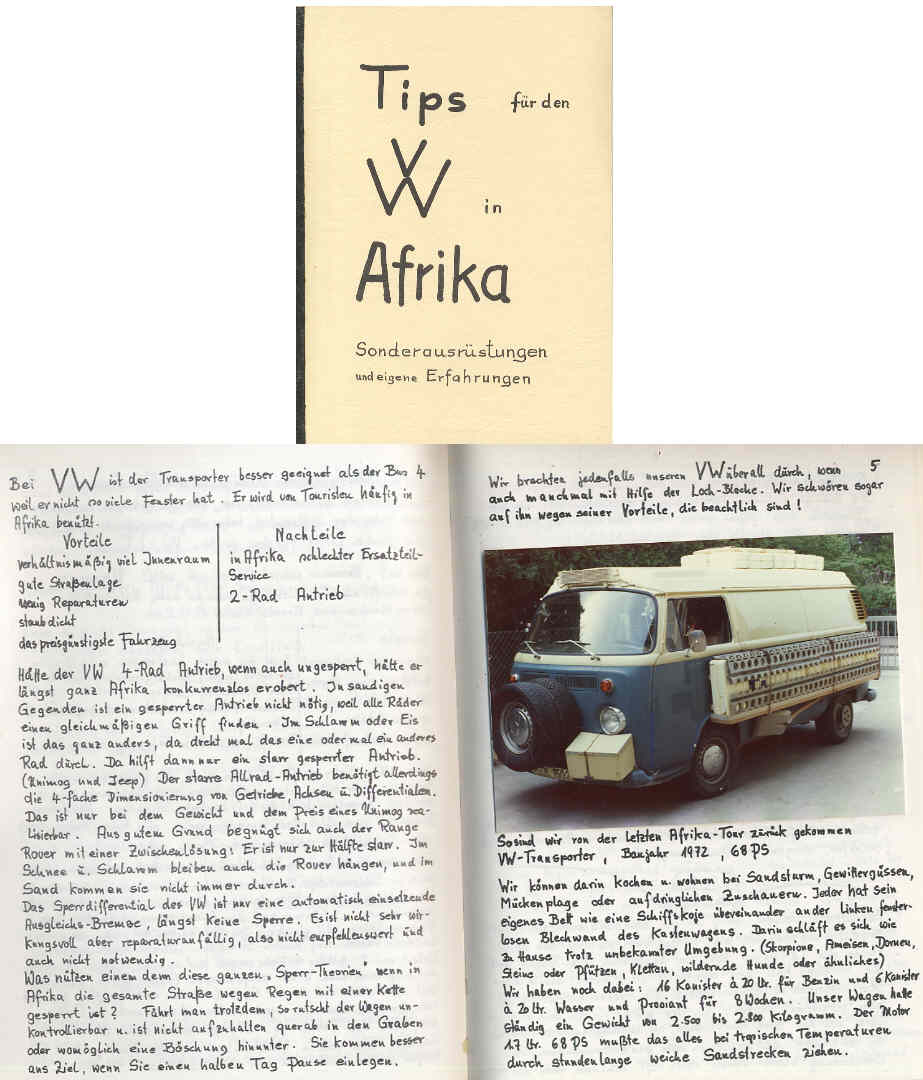 Tips für den
VW in
Afrika
Sonderausrüstungen
und eigene Erfahrungen
Bei VW ist der Transporter besser geeignet als der Bus 4
weil er nicht so viele Fenster hat. Er wird von Touristen häufig in
Afrika benützt.
Vorteile
verhältnismäßig viel Innenraum
gute Straßenlage
wenig Reparaturen
staubdicht
das preisgünstigste Fahrzeug
Nachteile
in Afrika schlechter Ersatzteil-
Service
2-Rad Antrieb
Hätte der VW 4-Rad Antrieb, wenn auch ungesperrt, hätte er
längst ganz Afrika konkurrenzlos erobert. In sandigen
Gegenden ist ein gesperrter Antrieb nicht nötig, weil alle Räder
einen gleichmäßigen Griff finden. Im Schlamm oder Eis
ist das ganz anders, da dreht mal das eine oder mal ein anderes
Rad durch. Da hilft dann nur ein starr gesperrter Antrieb.
(Unimog und Jeep) Der starre Allrad-Antrieb benötigt allerdings
die 4-fache Dimensionierung von Getriebe, Achsen u. Differentialen.
Das ist nur bei dem Gewicht und dem Preis eines Unimog rea-
lisierbar. Aus gutem Grund begnügt sich auch der Range
Rover mit einer Zwischenlösung: Er ist nur zur Hälfte starr. Im
Schnee u. Schlamm bleiben auch die Rover hängen, und im
Sand kommen sie nicht immer durch.
Das Sperrdifferential des VW ist nur eine automatisch einsetzende
Ausgleichs-Bremse, längst keine Sperre. Es ist nicht sehr wir-
kungsvoll aber reparaturanfällig, also nicht empfehlenswert und
auch nicht notwendig.
Was nützen einem denn diese ganzen "Sperr-Theorien" wenn in
Afrika die gesamte Straße wegen Regen mit einer Kette
gesperrt ist? Fährt man trotzdem, so rutscht der Wagen un-
kontrollierbar u. ist nicht aufzuhalten querab in den Graben
oder womöglich eine Böschung hinunter. Sie kommen besser
ans Ziel, wenn Sie einen halben Tag Pause einlegen.
Wir brachten jedenfalls unseren VW überall durch, wenn 5
auch manchmal mit Hilfe der Loch-Bleche. Wir schwören sogar
auf ihn wegen seiner Vorteile, die beachtlich sind!
So sind wir von der letzten Afrika-Tour zurück gekommen
VW-Transporter, Baujahr 1972, 68 PS
Wir können darin kochen u. wohnen bei Sandsturm, Gewittergüssen,
Mückenplage oder aufdringlichen Zuschauern. Jeder hat sein
eigenes Bett wie eine Schiffskoje übereinander an der linken fenster-
losen Blechwand des Kastenwagens. Darin schläft es sich wie
zu Hause trotz unbekannter Umgebung. (Skorpione, Ameisen, Dornen,
Steine oder Pfützen, Kletten, wildernde Hunde oder ähnliches)
Wir haben noch dabei: 16 Kanister à 20 Ltr. für Benzin und 6 Kanister
à 20 Ltr. Wasser und Proviant für 8 Wochen. Unser Wagen hatte
ständig ein Gewicht von 2.500 bis 2.800 Kilogramm. Der Motor
1.7 Ltr. 68 PS mußte das alles bei tropischen Temperaturen
durch stundenlange weiche Sandstrecken ziehen.